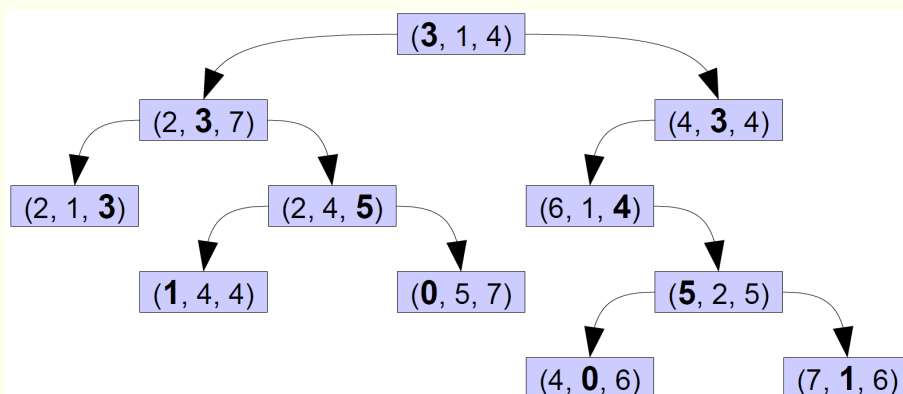 (3, 1, 4)
(2, 3, 7)
(4, 3, 4)
(2, 1, 3)
(2, 4, 5)
(6, 1, 4)
(1, 4, 4)
(0, 5, 7)
(5, 2, 5)
(4, 0, 6)
(7, 1, 6)